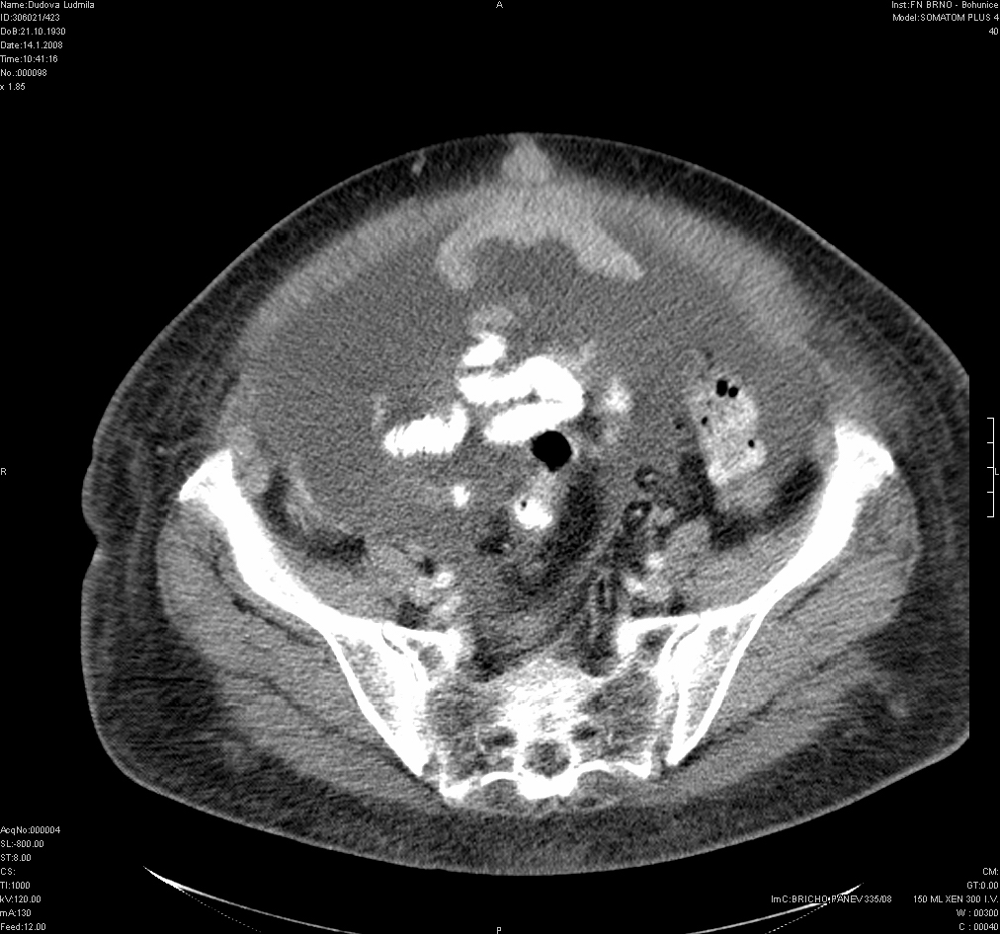 Name:Dudova Ludmila
ID:306021/423
DoB:21.10.1930
Date:14.1.2008
Time:10:41:16
No.:000098
x 1.85
A
Inst:FN BRNO - Bohunice
Model:SOMATOM PLUS 4
40
R
L
AcqNo:000004
SL:-800.00
ST:8.00
CS:
TI:1000
kV:120.00
mA:130
Feed:12.00
P
CM:
GT:0.00
ImC:BRICHO,PANEV 335/08 150 ML XEN 300 I.V.
W : 00300
C : 00040